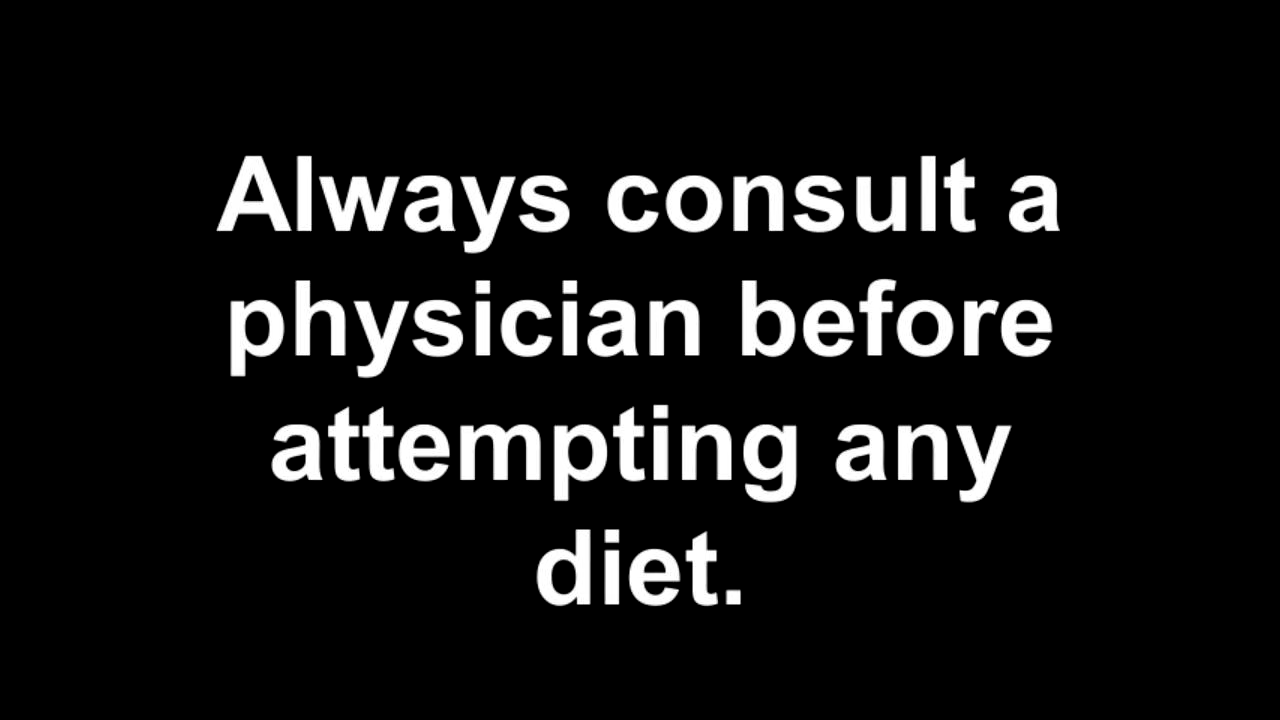 Always consult a
physician before
attempting any
diet.